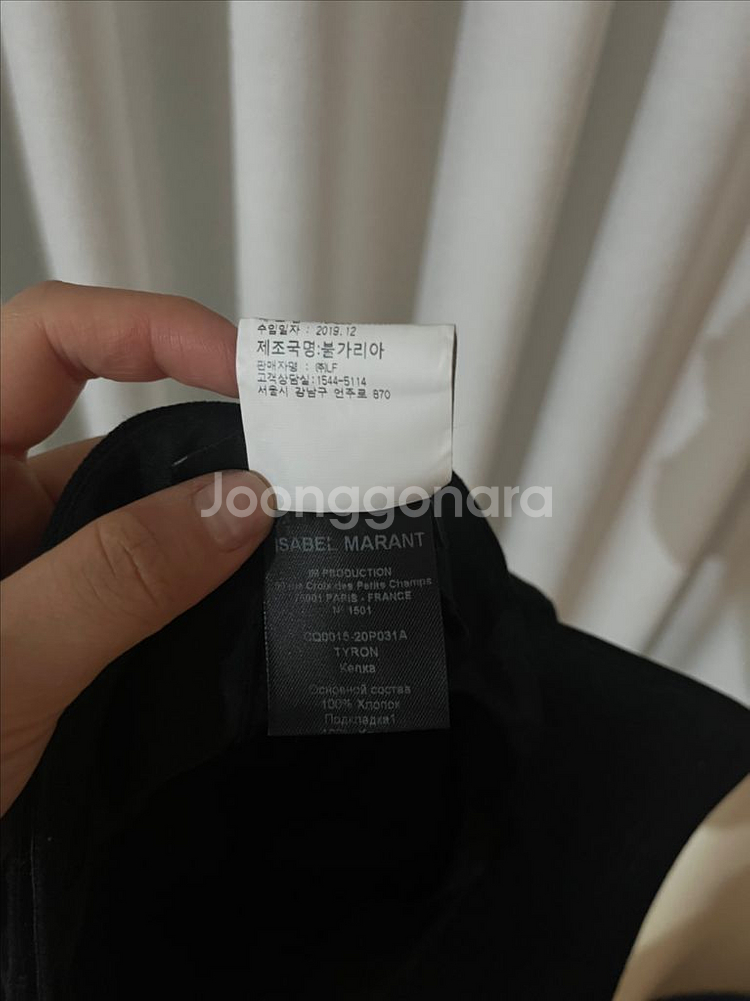 수입일자 : 2019.12
제조국명:불가리아
판매자명 : ㈜LF
고객상담실:1544-5114
서울시 강남구 언주로 870
Joonggonara
ISABEL MARANT
IM PRODUCTION
rue Croix des Petits Champs
75001 PARIS - FRANCE
N° 1501
CQ0015-20P031A
TYRON
Кепка
Основной состав
100% Хлопок
Подкладки1